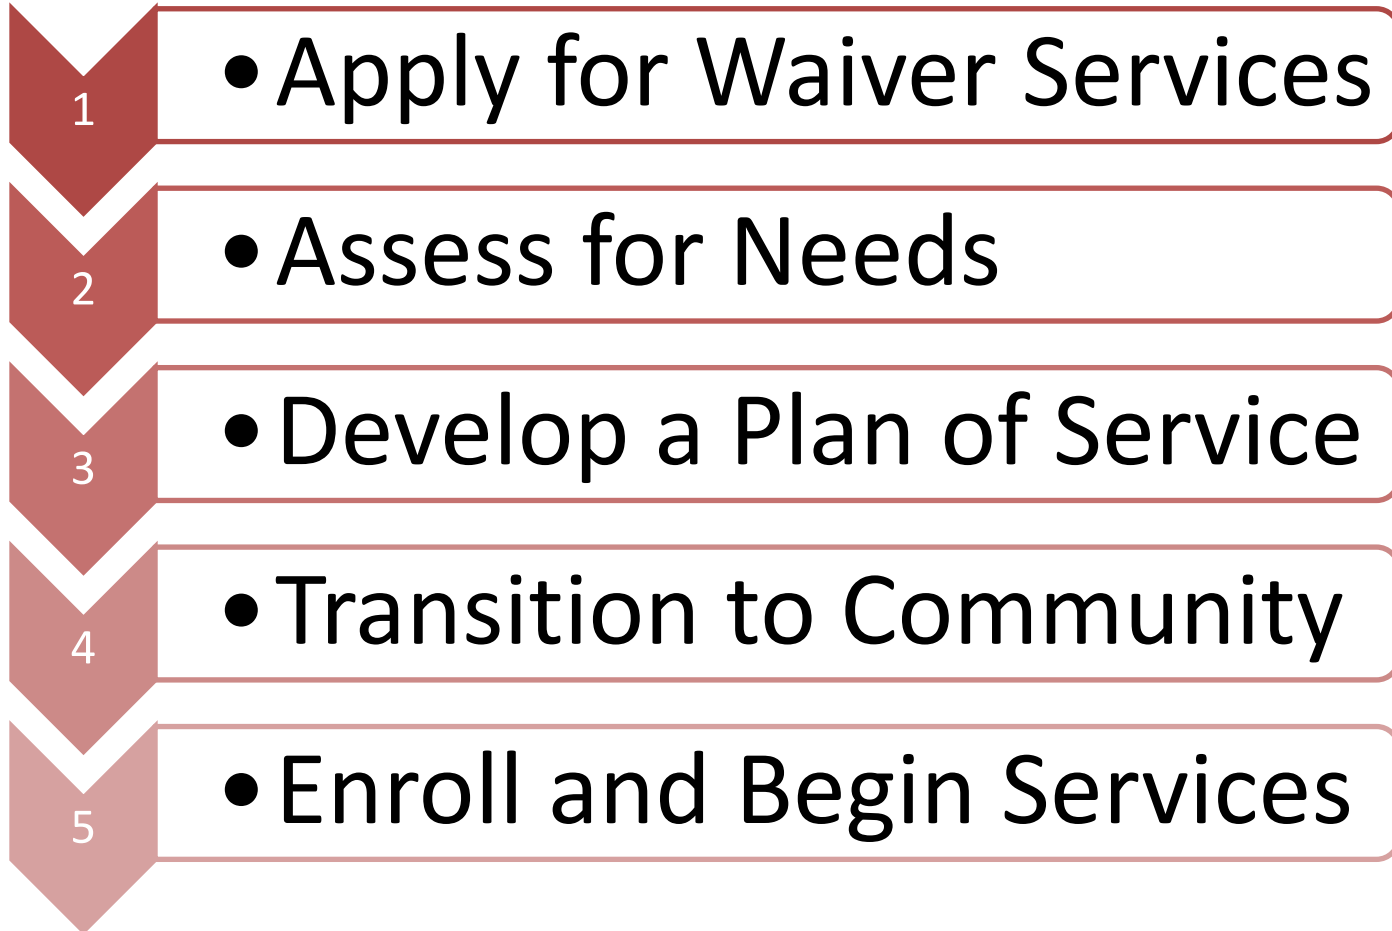 1
•Apply for Waiver Services
2
•Assess for Needs
3
•Develop a Plan of Service
4
•Transition to Community
5
•Enroll and Begin Services